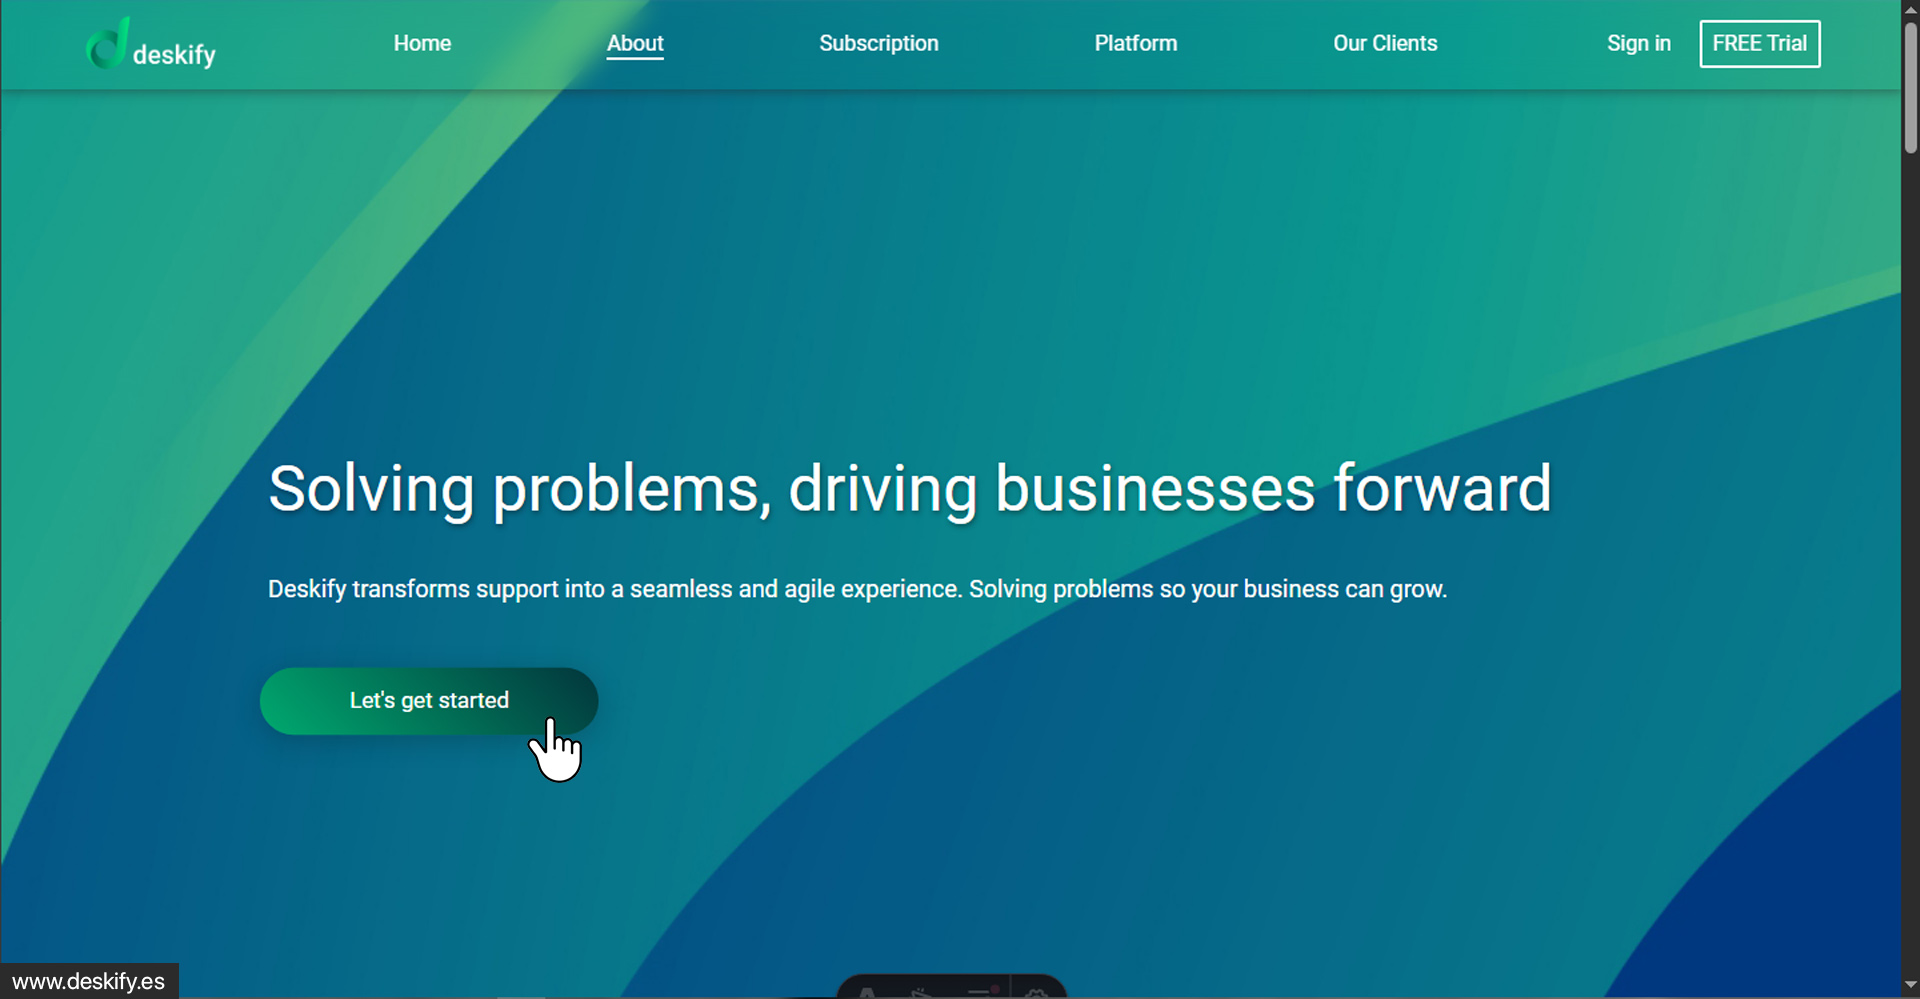 deskify
Home About Subscription Platform Our Clients Sign in FREE Trial
Solving problems, driving businesses forward
Deskify transforms support into a seamless and agile experience. Solving problems so your business can grow.
Let's get started
www.deskify.es